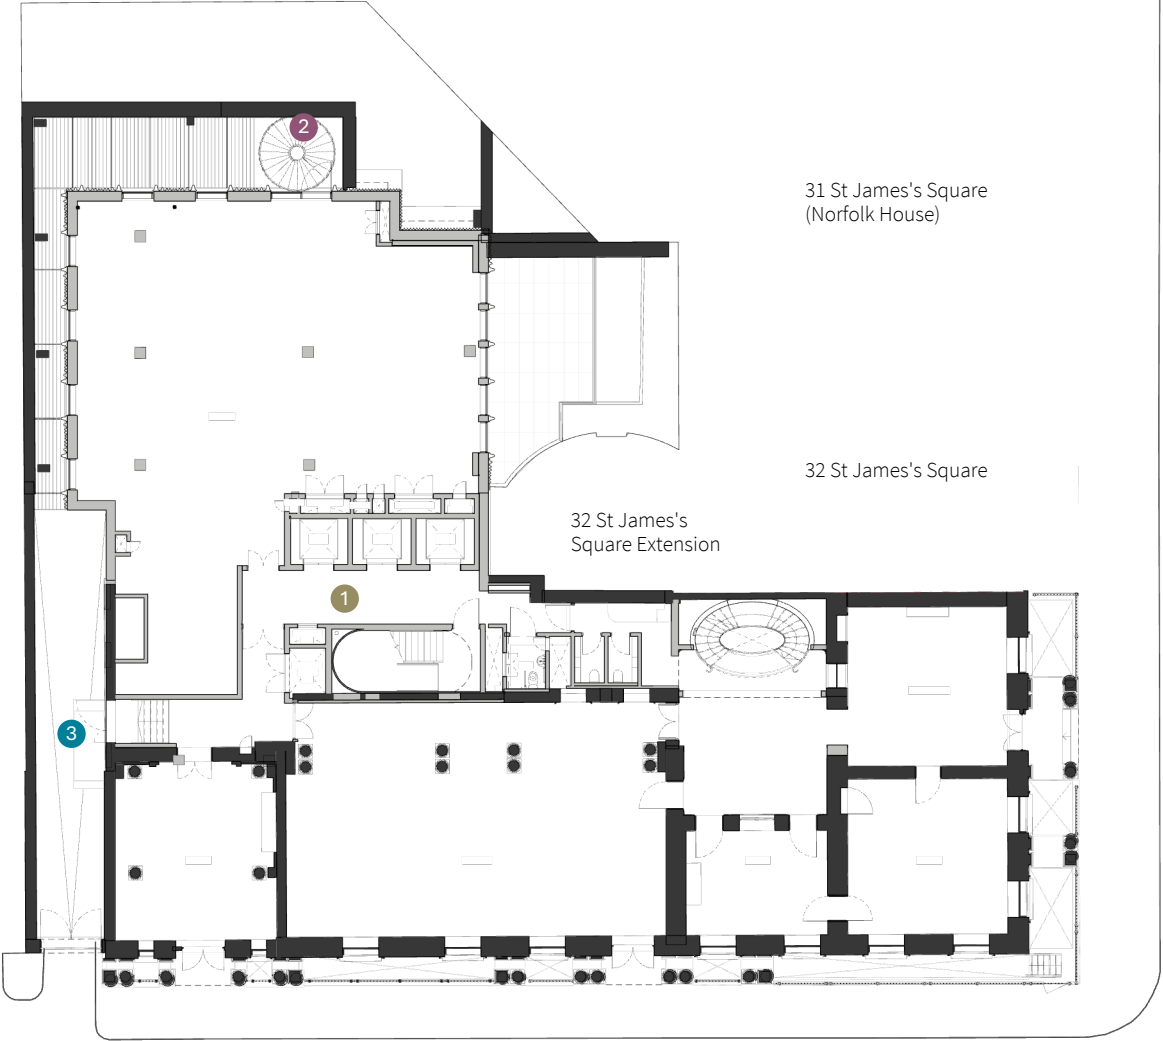 2
31 St James's Square
(Norfolk House)
32 St James's Square
32 St James's
Square Extension
1
3